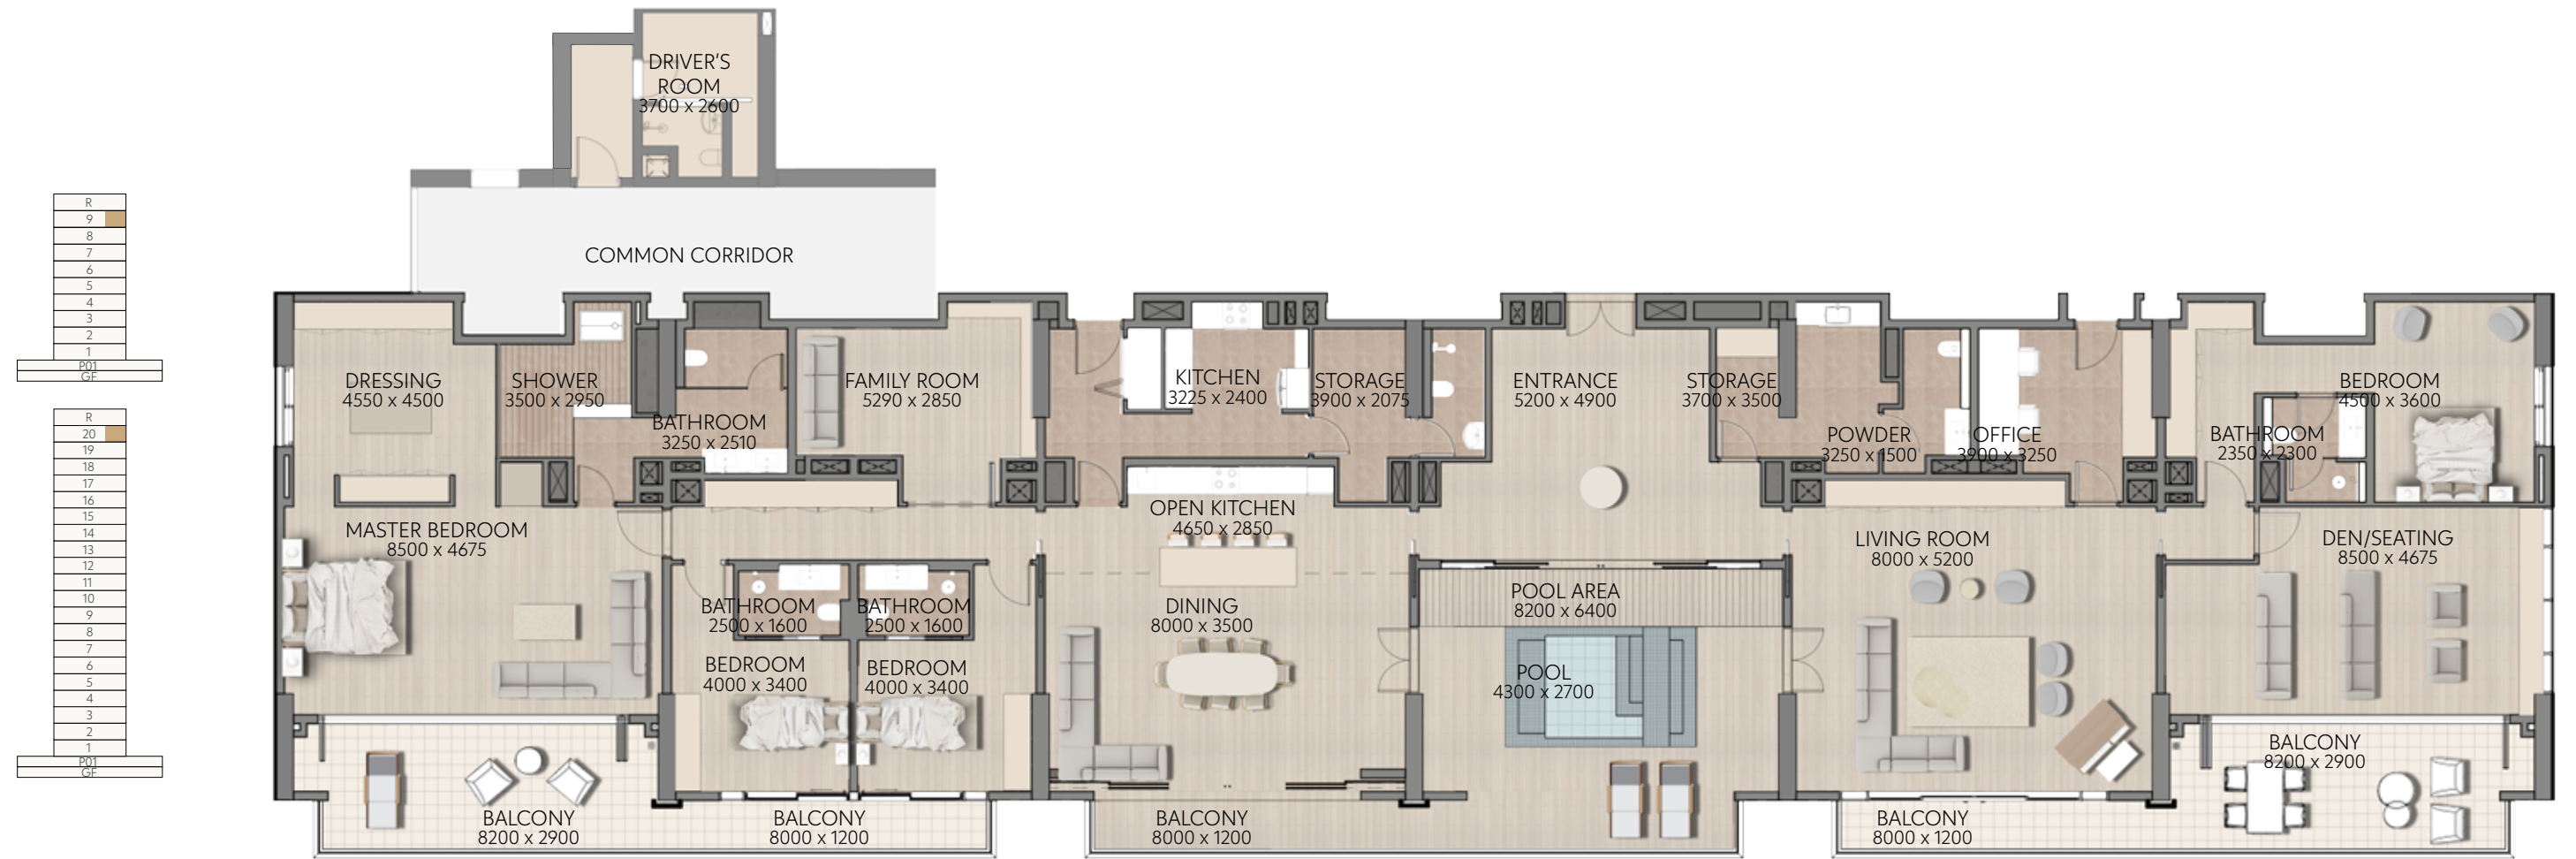 R
9
8
7
6
5
4
3
2
1
P01
GF
R
20
19
18
17
16
15
14
13
12
11
10
9
8
7
6
5
4
3
2
1
P01
GF
DRIVER'S
ROOM
3700 x 2600
COMMON CORRIDOR
DRESSING
4550 x 4500
SHOWER
3500 x 2950
BATHROOM
3250 x 2510
FAMILY ROOM
5290 x 2850
KITCHEN
3225 x 2400
STORAGE
3900 x 2075
ENTRANCE
5200 x 4900
STORAGE
3700 x 3500
POWDER
3250 x 1500
OFFICE
3900 x 3250
BATHROOM
2350 x 2300
BEDROOM
4500 x 3600
MASTER BEDROOM
8500 x 4675
OPEN KITCHEN
4650 x 2850
LIVING ROOM
8000 x 5200
DEN/SEATING
8500 x 4675
BATHROOM
2500 x 1600
BATHROOM
2500 x 1600
DINING
8000 x 3500
POOL AREA
8200 x 6400
BEDROOM
4000 x 3400
BEDROOM
4000 x 3400
POOL
4300 x 2700
BALCONY
8200 x 2900
BALCONY
8200 x 2900
BALCONY
8000 x 1200
BALCONY
8000 x 1200
BALCONY
8000 x 1200